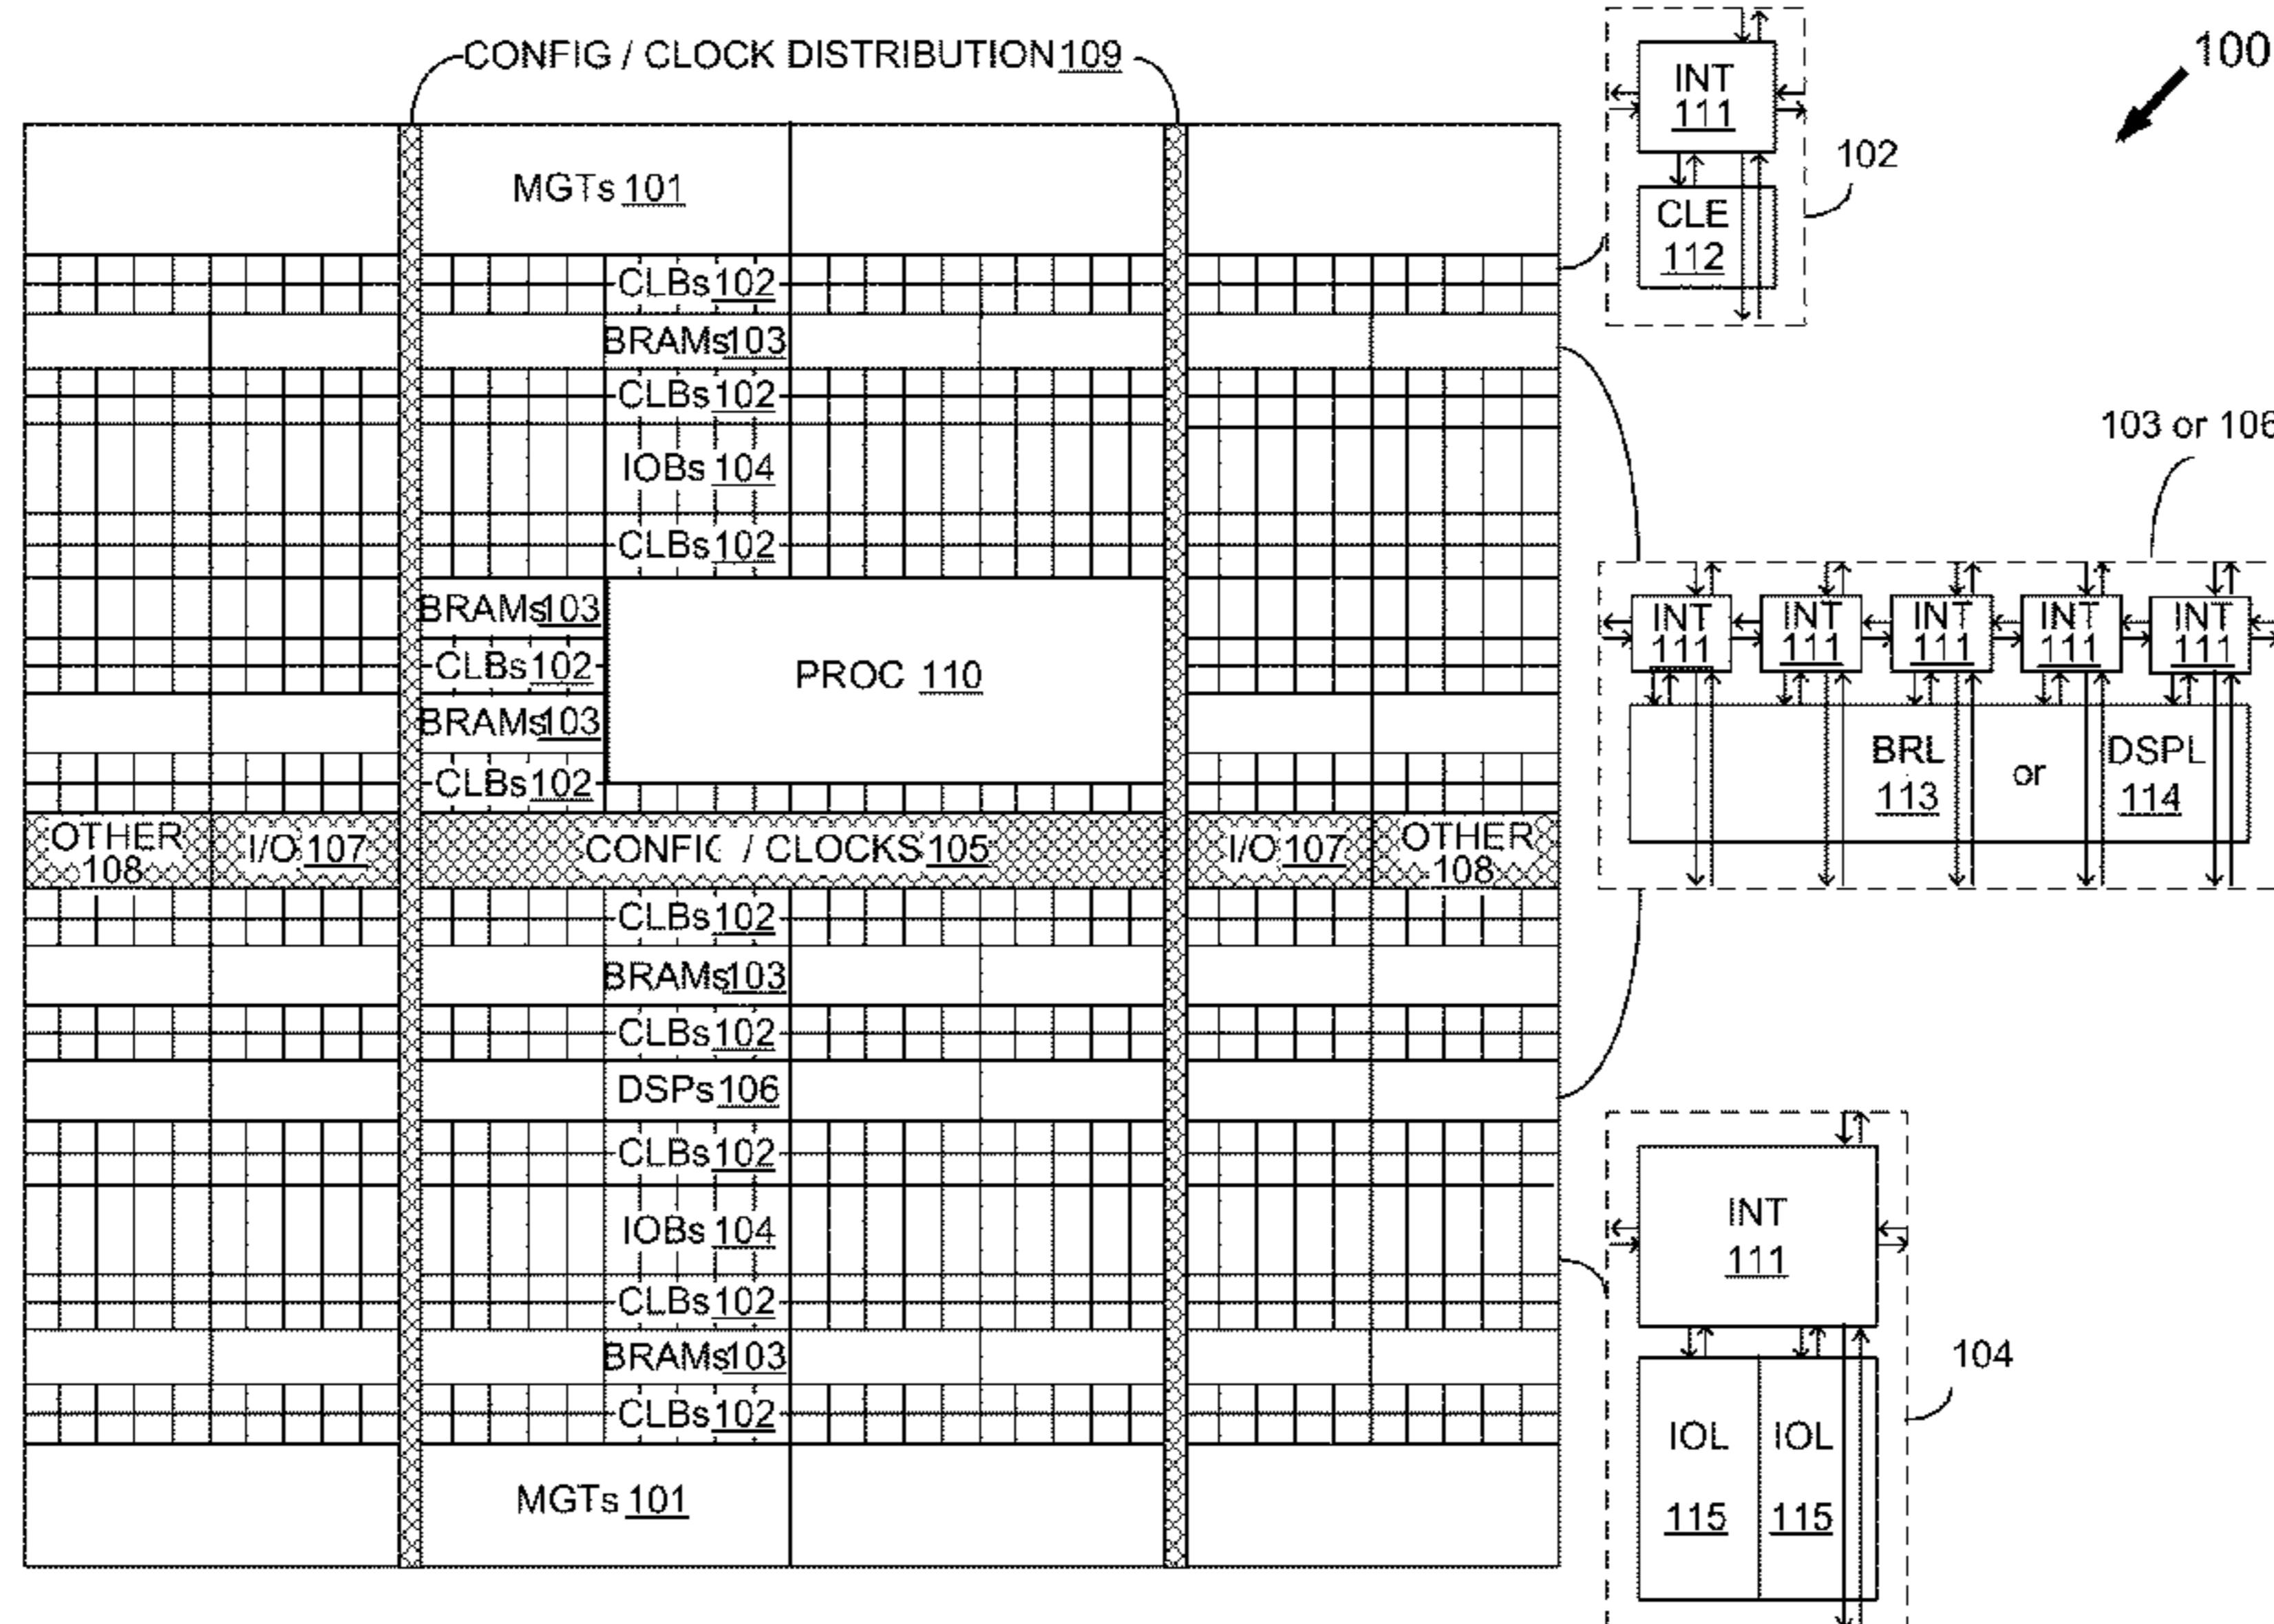 CONFIG / CLOCK DISTRIBUTION 109
100
MGTs 101
CLBs 102
BRAMs 103
CLBs 102
IOBs 104
CLBs 102
BRAMs 103
CLBs 102
BRAMs 103
CLBs 102
PROC 110
OTHER 108
I/O 107
CONFIG / CLOCKS 105
I/O 107
OTHER 108
CLBs 102
BRAMs 103
CLBs 102
DSPs 106
CLBs 102
IOBs 104
CLBs 102
BRAMs 103
CLBs 102
MGTs 101
INT
111
CLE
112
102
103 or 106
INT INT INT INT INT
111 111 111 111 111
BRL or DSPL
113 114
INT
111
IOL IOL
115 115
104